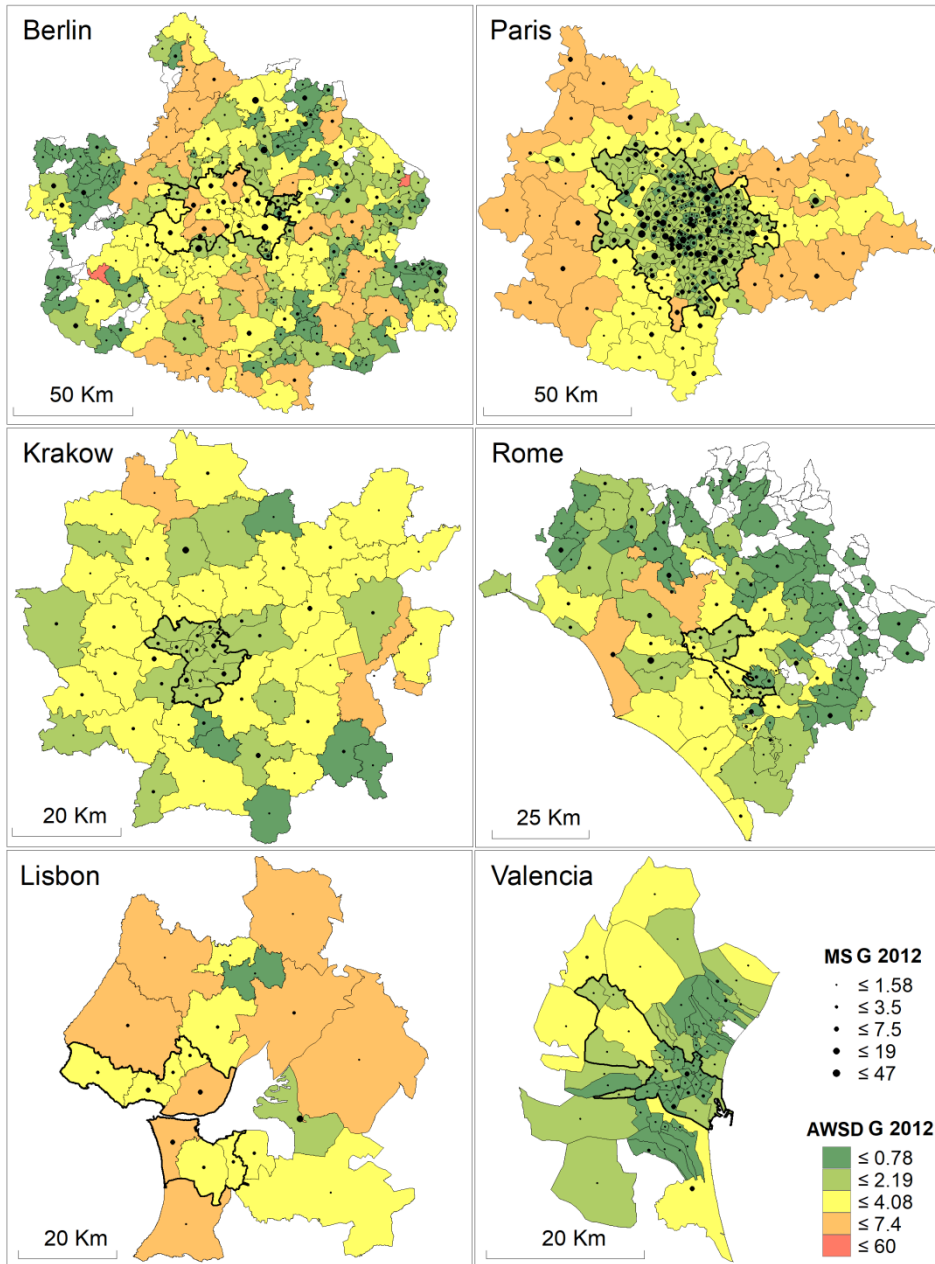 Berlin
50 Km
Paris
50 Km
Krakow
20 Km
Rome
25 Km
Lisbon
20 Km
Valencia
20 Km
MS G 2012
≤ 1.58
≤ 3.5
≤ 7.5
≤ 19
≤ 47
AWSD G 2012
≤ 0.78
≤ 2.19
≤ 4.08
≤ 7.4
≤ 60